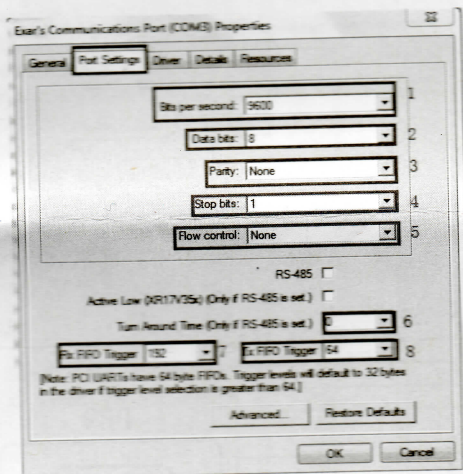 Exar's Communications Port (COM3) Properties
General Port Settings Driver Details Resources
Bits per second: 9600 1
Data bits: 8 2
Parity: None 3
Stop bits: 1 4
Flow control: None 5
RS-485
Active Low (XR17V35x) (Only if RS-485 is set.)
Turn Around Time (Only if RS-485 is set.) 0 6
Rx FIFO Trigger 192 7 Tx FIFO Trigger 64 8
[Note: PCI UARTs have 64 byte FIFOs. Trigger levels will default to 32 bytes
in the driver if trigger level selection is greater than 64.]
Advanced... Restore Defaults
OK Cancel